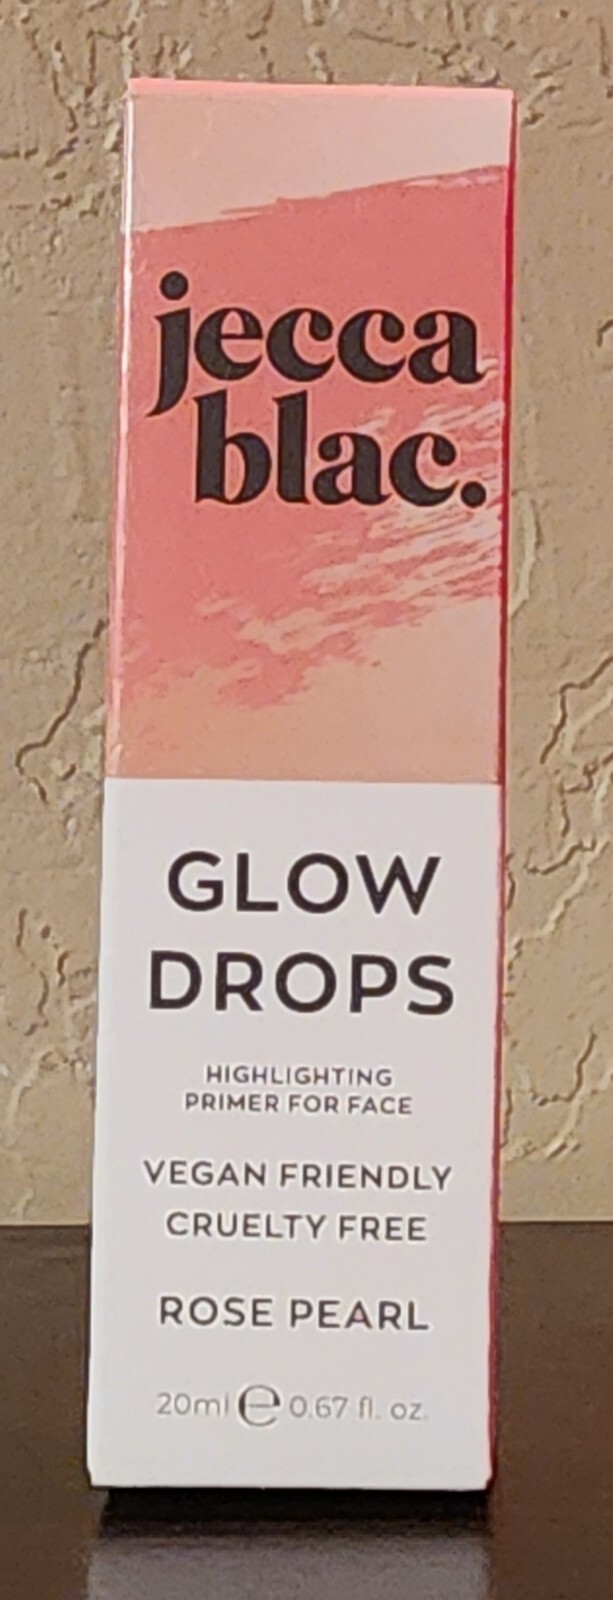 jecca
blac.
GLOW
DROPS
HIGHLIGHTING
PRIMER FOR FACE
VEGAN FRIENDLY
CRUELTY FREE
ROSE PEARL
20ml ℮ 0.67 fl. oz.